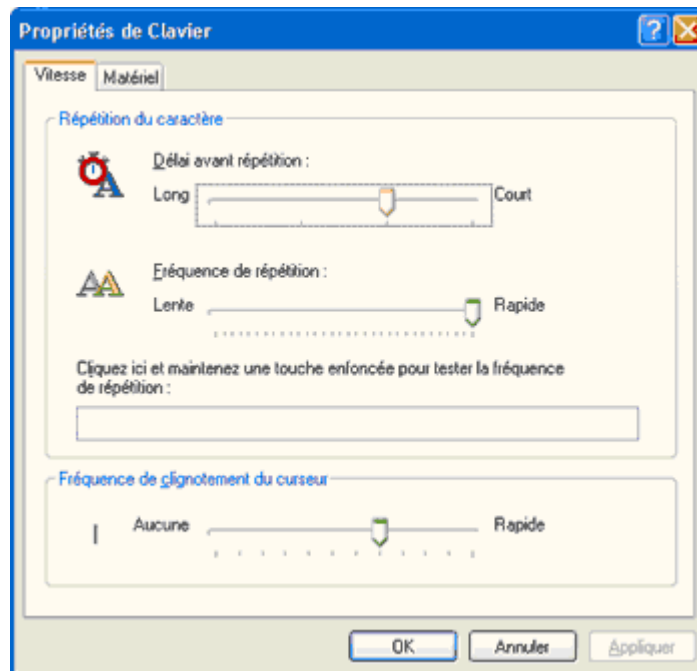 Propriétés de Clavier
Vitesse Matériel
Répétition du caractère
Délai avant répétition :
Long Court
Fréquence de répétition :
Lente Rapide
Cliquez ici et maintenez une touche enfoncée pour tester la fréquence
de répétition :
Fréquence de clignotement du curseur
Aucune Rapide
OK Annuler Appliquer